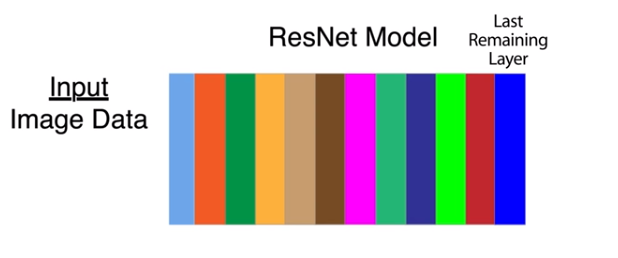 ResNet Model
Last
Remaining
Layer
Input
Image Data